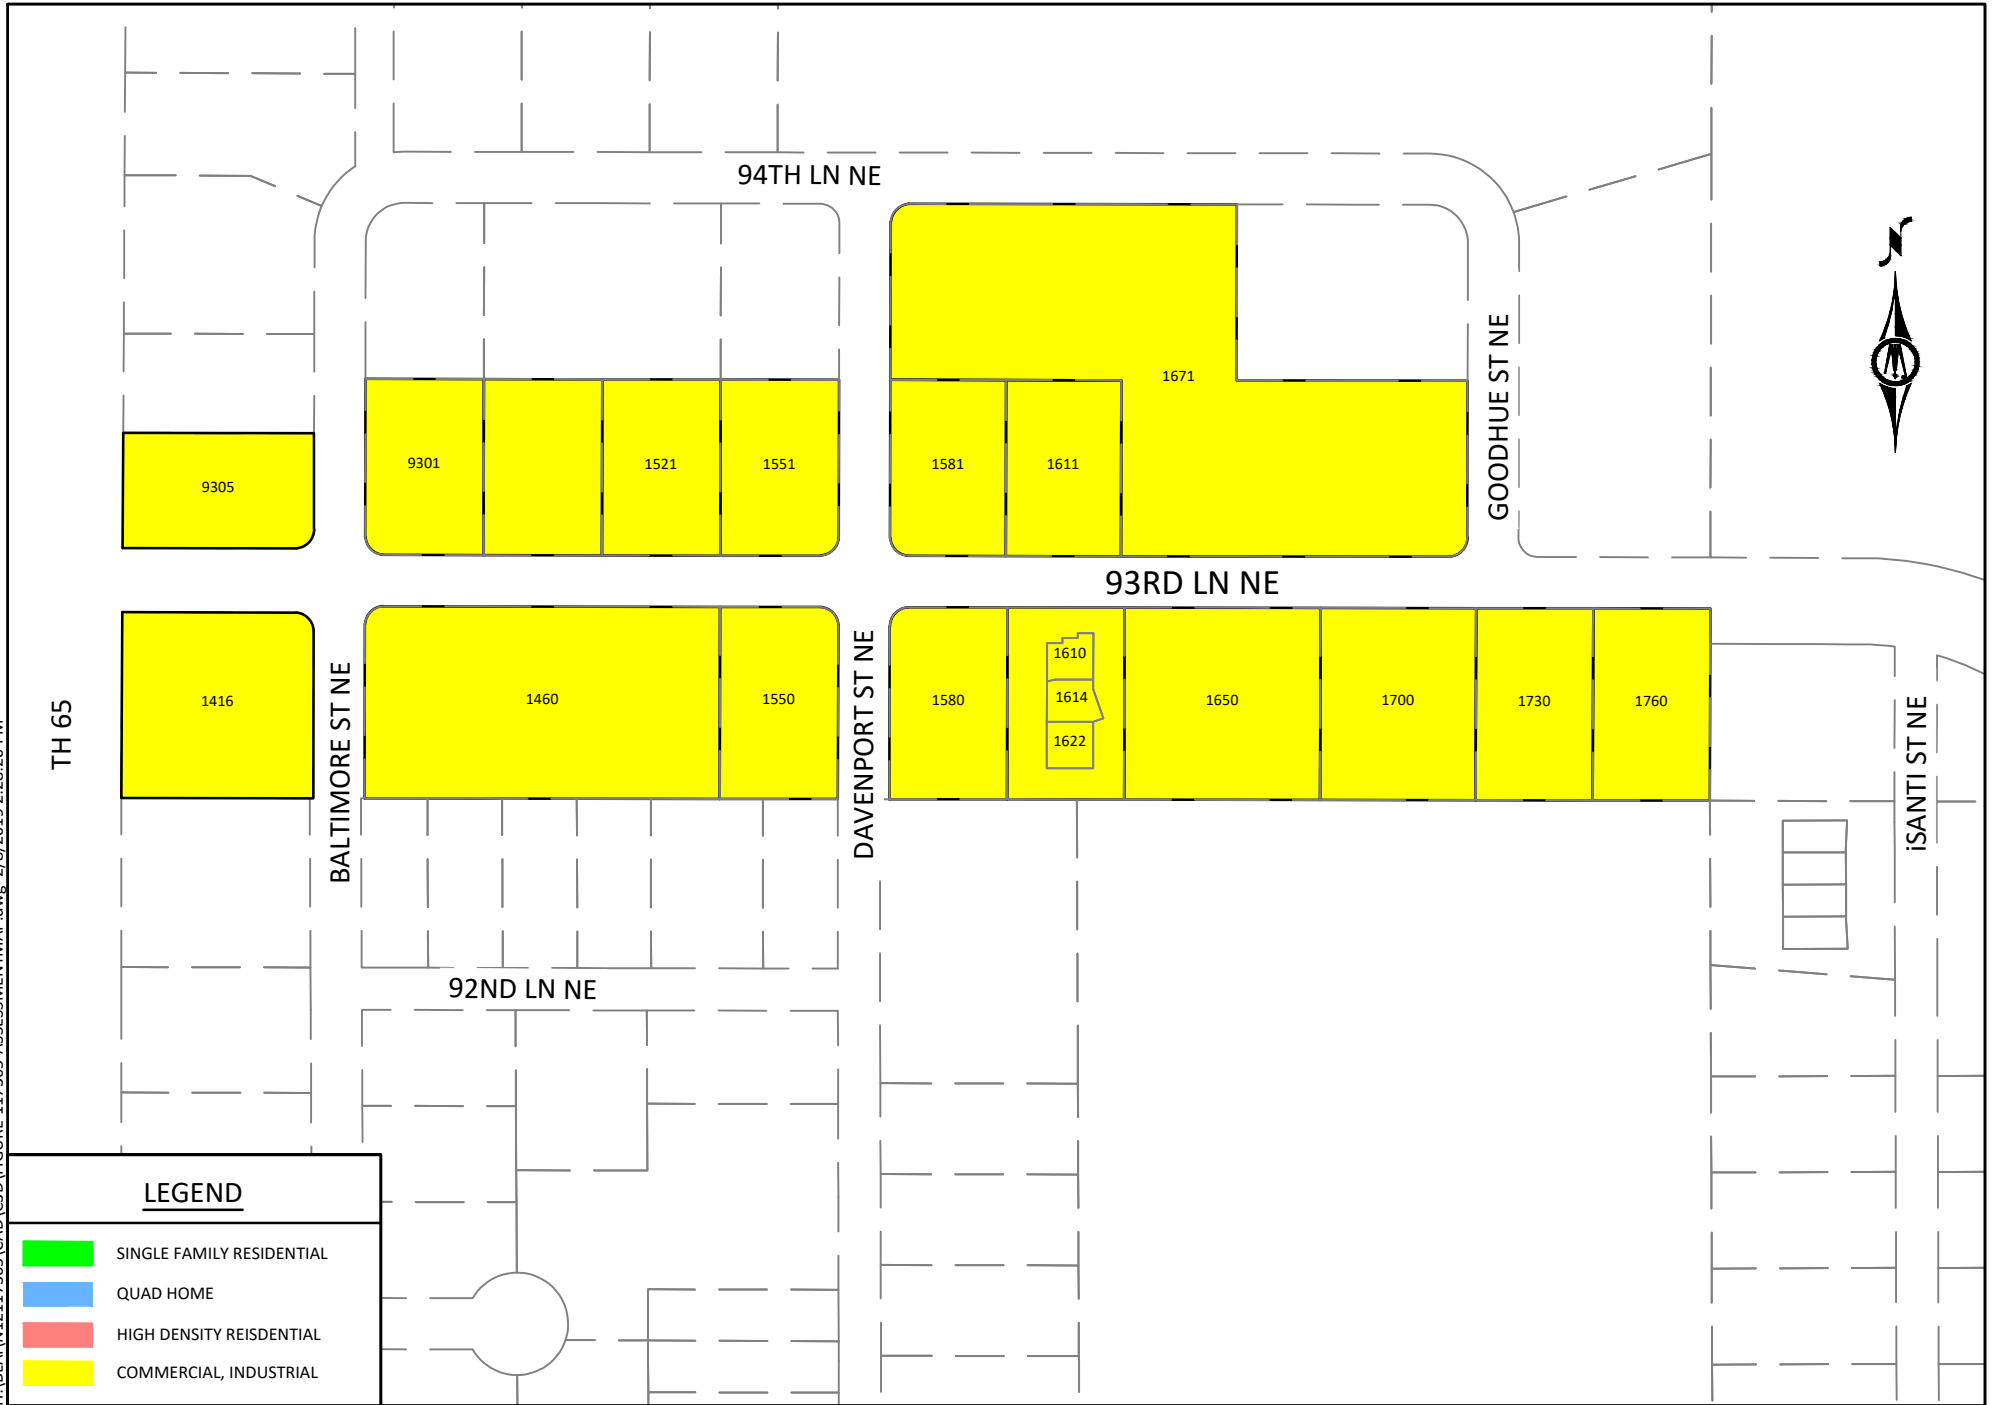 94TH LN NE
N
1671
GOODHUE ST NE
9305
9301
1521
1551
1581
1611
93RD LN NE
TH 65
1416
BALTIMORE ST NE
1460
1550
DAVENPORT ST NE
1580
1610
1614
1622
1650
1700
1730
1760
iSANTI ST NE
92ND LN NE
LEGEND
SINGLE FAMILY RESIDENTIAL
QUAD HOME
HIGH DENSITY REISDENTIAL
COMMERCIAL, INDUSTRIAL